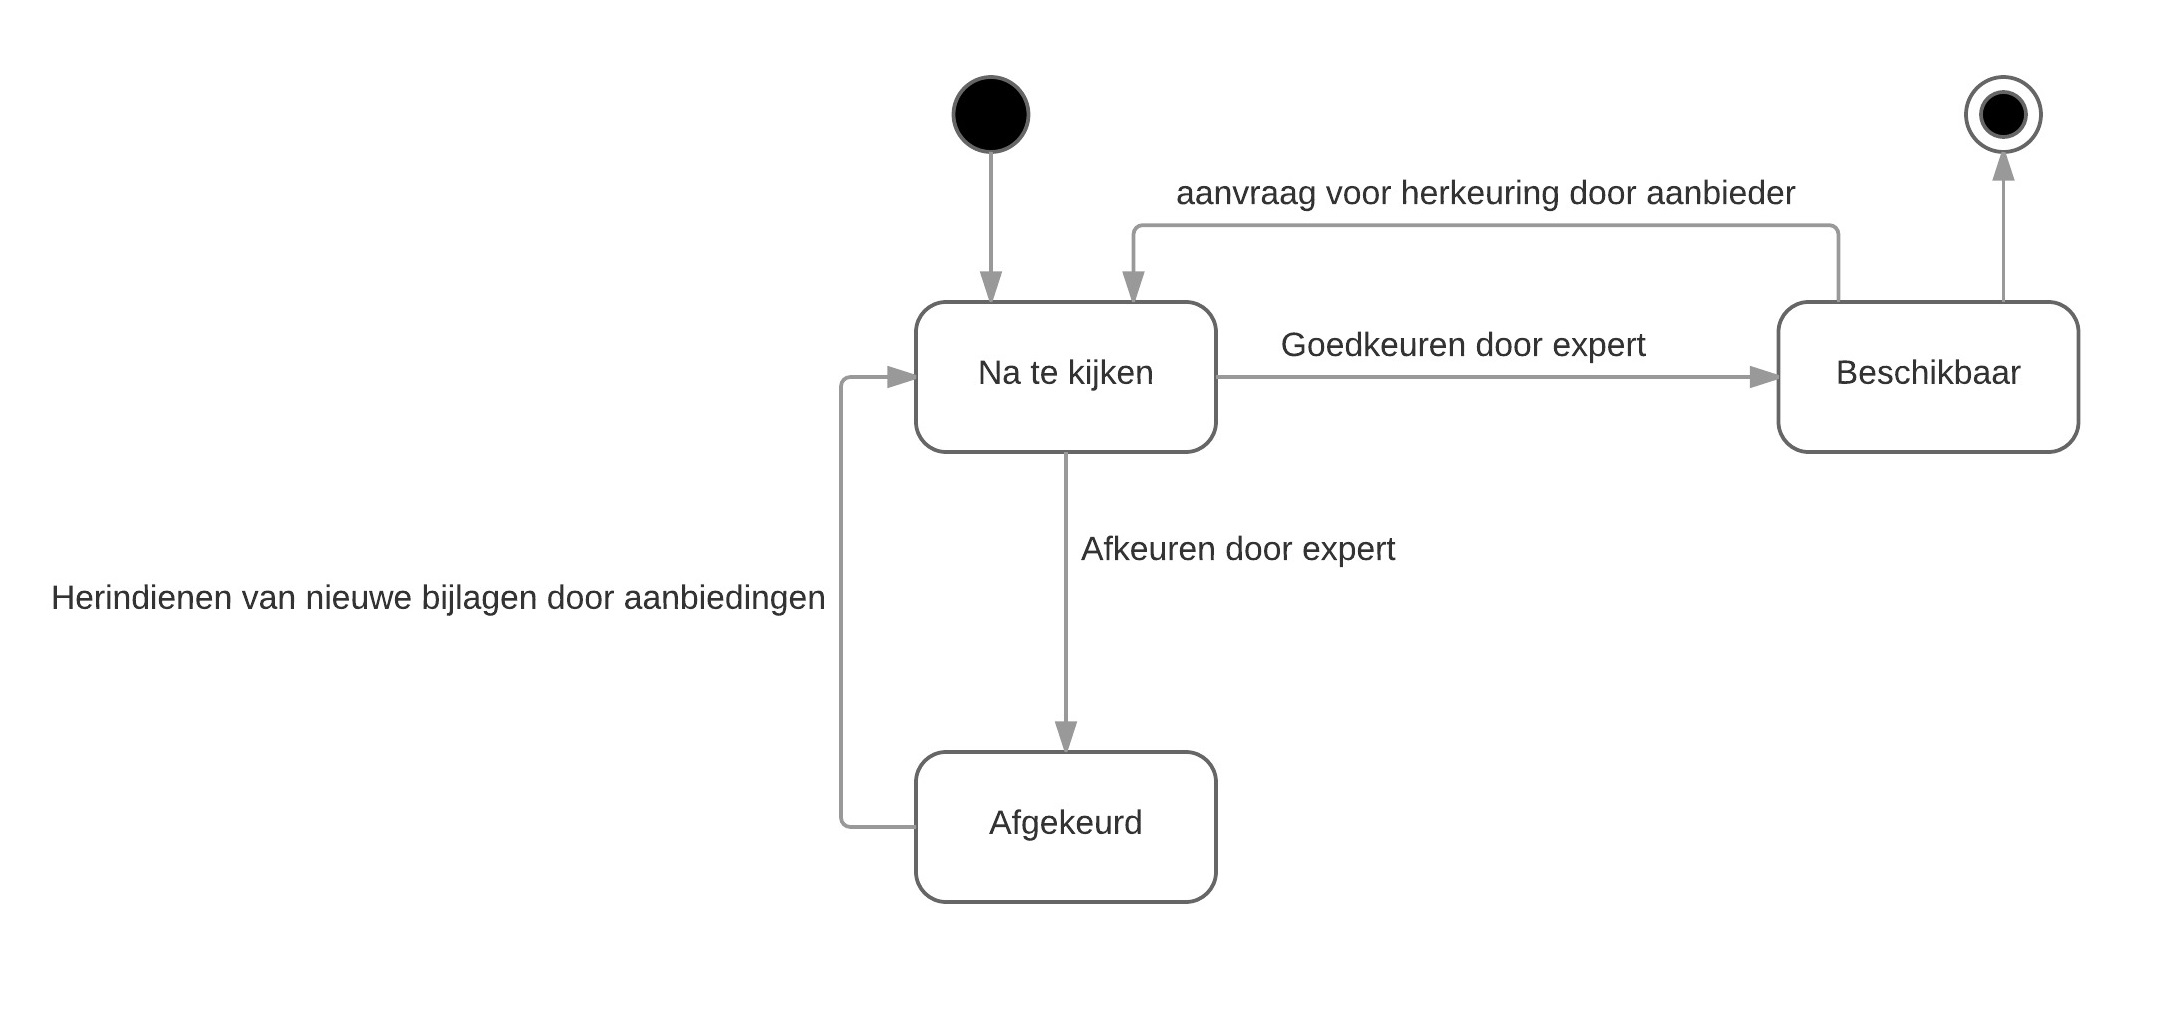 aanvraag voor herkeuring door aanbieder
Goedkeuren door expert
Na te kijken
Beschikbaar
Afkeuren door expert
Herindienen van nieuwe bijlagen door aanbiedingen
Afgekeurd